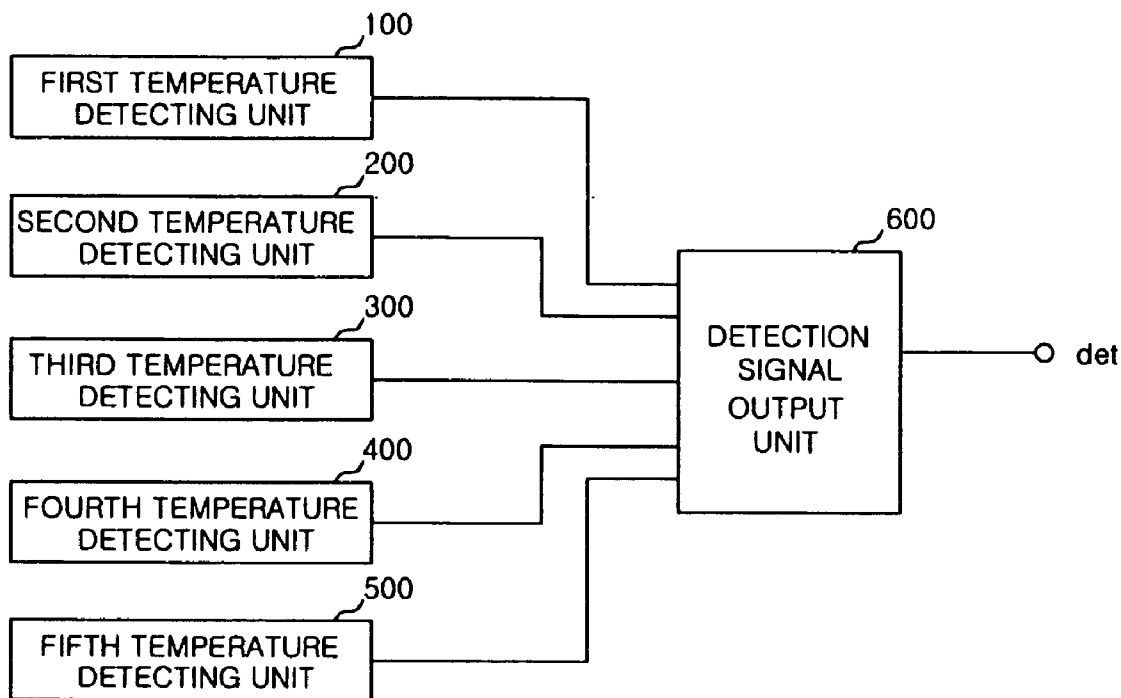 100
FIRST TEMPERATURE
DETECTING UNIT
200
SECOND TEMPERATURE
DETECTING UNIT
300
THIRD TEMPERATURE
DETECTING UNIT
400
FOURTH TEMPERATURE
DETECTING UNIT
500
FIFTH TEMPERATURE
DETECTING UNIT
600
DETECTION
SIGNAL
OUTPUT
UNIT
det